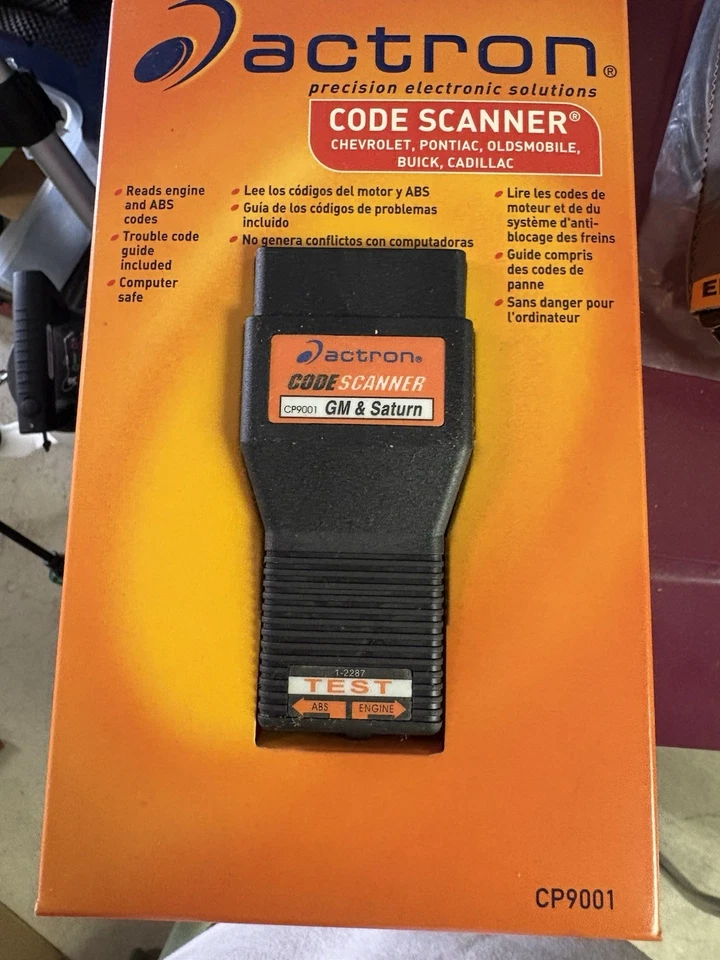 actron®
precision electronic solutions
CODE SCANNER®
CHEVROLET, PONTIAC, OLDSMOBILE,
BUICK, CADILLAC
Reads engine
and ABS
codes
Trouble code
guide
included
Computer
safe
Lee los códigos del motor y ABS
Guía de los códigos de problemas
incluido
No genera conflictos con computadoras
Lire les codes de
moteur et de du
système d'anti-
blocage des freins
Guide compris
des codes de
panne
Sans danger pour
l'ordinateur
actron®
CODE SCANNER
CP9001 GM & Saturn
1-2287
TEST
ABS ENGINE
CP9001